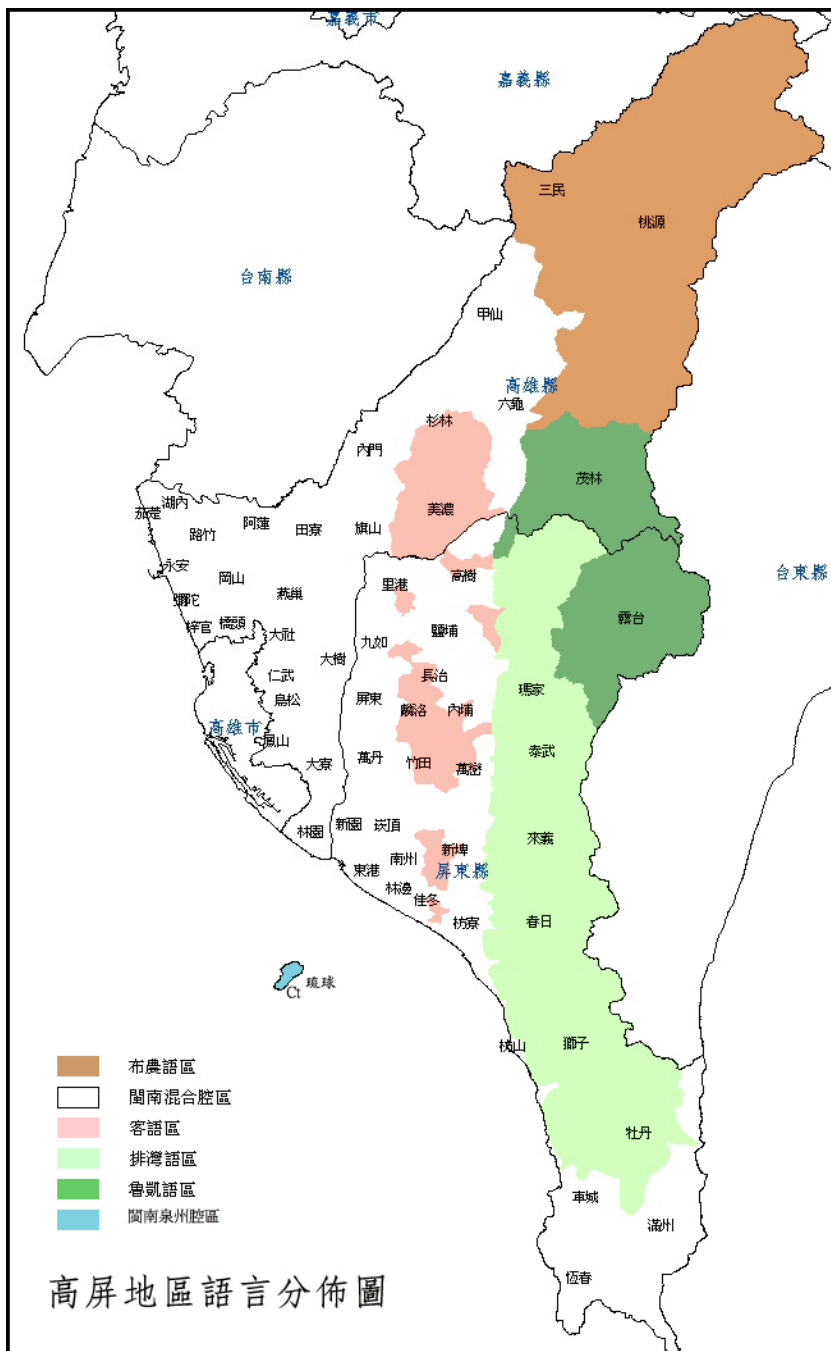 嘉義市
嘉義縣
三民
桃源
台南縣
甲仙
高雄縣
六龜
杉林
內門
茂林
美濃
湖內
茄萣
阿蓮
田寮
旗山
路竹
永安
岡山
台東縣
里港
高樹
燕巢
彌陀
霧台
梓官
橋頭
大社
九如
鹽埔
大樹
仁武
長治
瑪家
鳥松
屏東
麟洛
內埔
高雄市
鳳山
泰武
大寮
萬丹
竹田
萬巒
林園
新園
崁頂
來義
南州
新埤
屏東縣
東港
林邊
佳冬
枋寮
春日
琉球
Ct
枋山
獅子
牡丹
車城
滿州
恆春
布農語區
閩南混合腔區
客語區
排灣語區
魯凱語區
閩南泉州腔區
高屏地區語言分佈圖